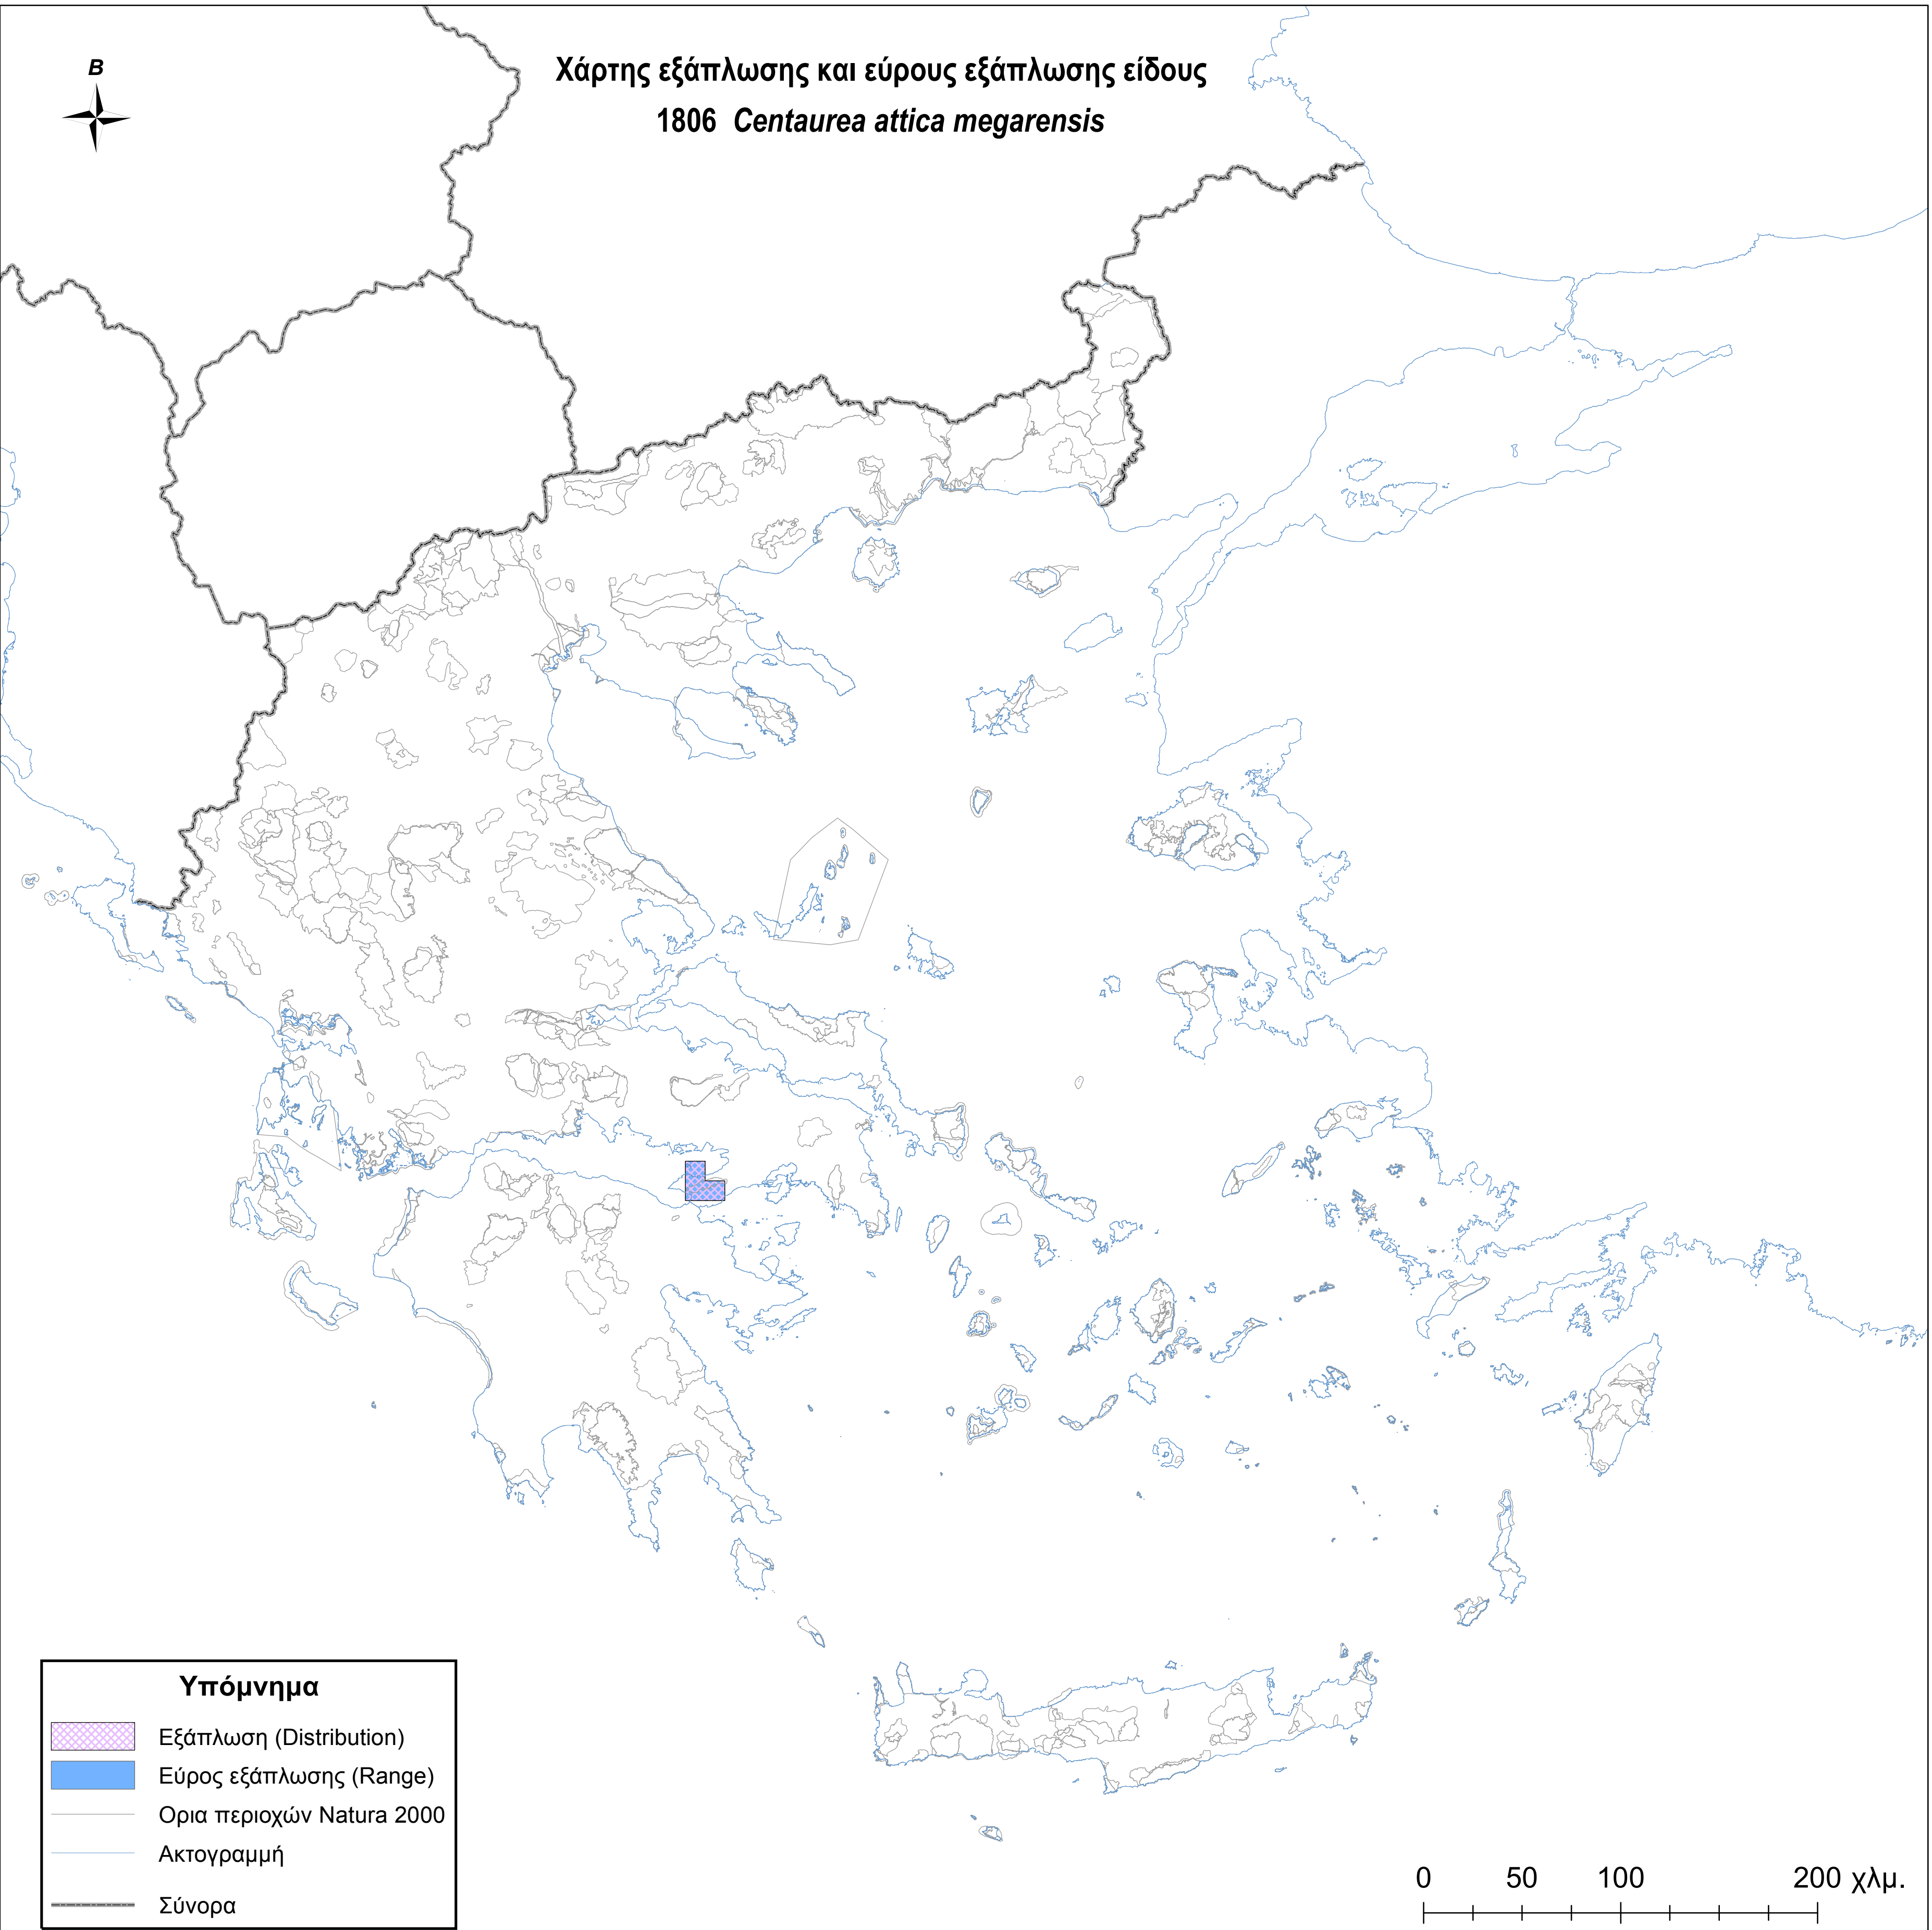 Β
Χάρτης εξάπλωσης και εύρους εξάπλωσης είδους
1806 Centaurea attica megarensis
Υπόμνημα
Εξάπλωση (Distribution)
Εύρος εξάπλωσης (Range)
Ορια περιοχών Natura 2000
Ακτογραμμή
Σύνορα
0 50 100 200 χλμ.